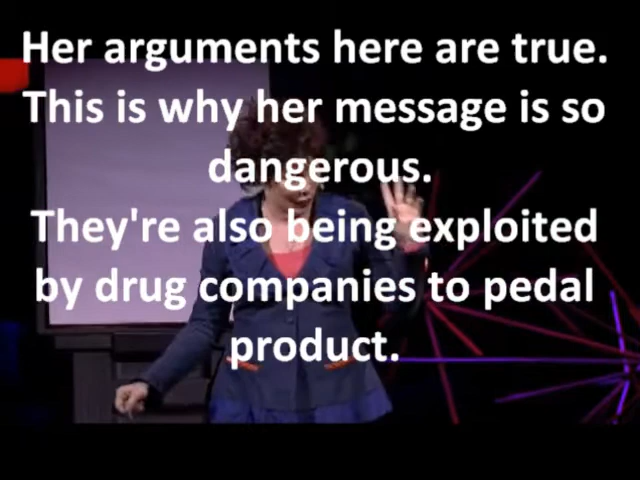 Her arguments here are true.
This is why her message is so
dangerous.
They're also being exploited
by drug companies to pedal
product.